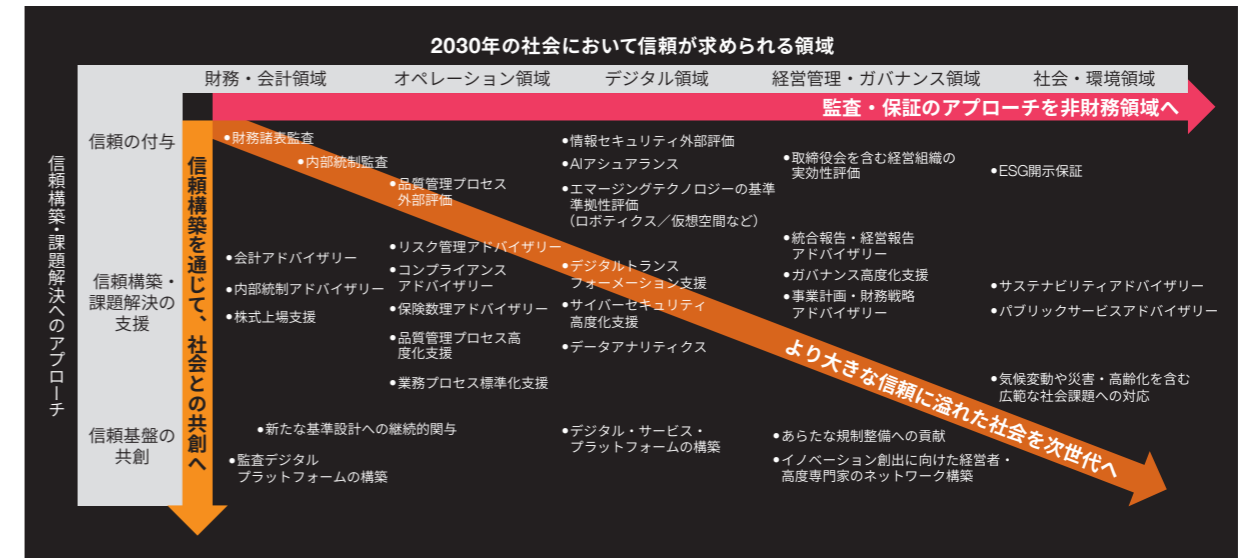 2030年の社会において信頼が求められる領域
財務・会計領域
オペレーション領域
デジタル領域
経営管理・ガバナンス領域
社会・環境領域
監査・保証のアプローチを非財務領域へ
信頼構築・課題解決へのアプローチ
信頼構築を通じて、社会との共創へ
より大きな信頼に溢れた社会を次世代へ
信頼の付与
•財務諸表監査
•内部統制監査
•品質管理プロセス
外部評価
•情報セキュリティ外部評価
•AIアシュアランス
•エマージングテクノロジーの基準
準拠性評価
（ロボティクス／仮想空間など）
•取締役会を含む経営組織の
実効性評価
•ESG開示保証
信頼構築・
課題解決の
支援
•会計アドバイザリー
•内部統制アドバイザリー
•株式上場支援
•リスク管理アドバイザリー
•コンプライアンス
アドバイザリー
•保険数理アドバイザリー
•品質管理プロセス高
度化支援
•業務プロセス標準化支援
•デジタルトランス
フォーメーション支援
•サイバーセキュリティ
高度化支援
•データアナリティクス
•統合報告・経営報告
アドバイザリー
•ガバナンス高度化支援
•事業計画・財務戦略
アドバイザリー
•サステナビリティアドバイザリー
•パブリックサービスアドバイザリー
•気候変動や災害・高齢化を含む
広範な社会課題への対応
信頼基盤の
共創
•新たな基準設計への継続的関与
•監査デジタル
プラットフォームの構築
•デジタル・サービス・
プラットフォームの構築
•あらたな規制整備への貢献
•イノベーション創出に向けた経営者・
高度専門家のネットワーク構築